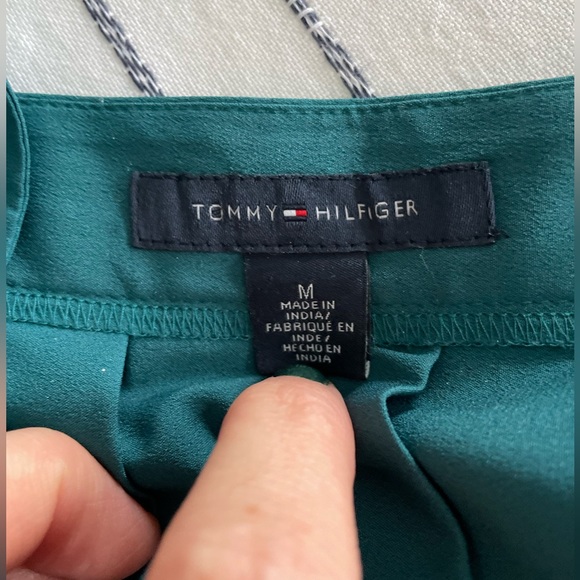 TOMMY HILFIGER
M
MADE IN
INDIA/
FABRIQUÉ EN
INDE/
HECHO EN
INDIA